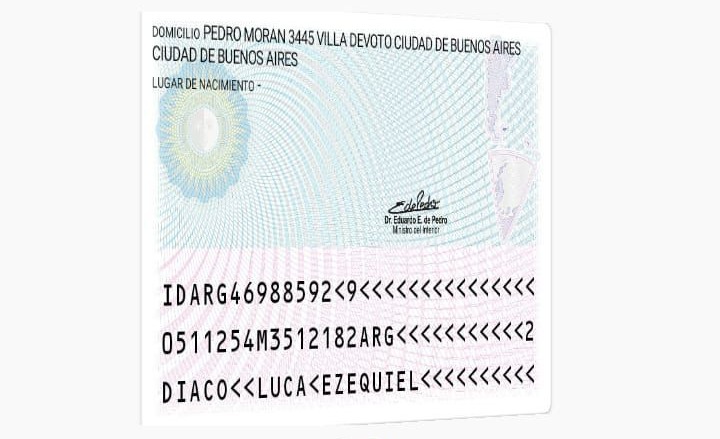 DOMICILIO PEDRO MORAN 3445 VILLA DEVOTO CIUDAD DE BUENOS AIRES
CIUDAD DE BUENOS AIRES
LUGAR DE NACIMIENTO -
Dr. Eduardo E. de Pedro
Ministro del Interior
IDARG46988592<9<<<<<<<<<<<<<<<
0511254M3512182ARG<<<<<<<<<<<2
DIACO<<LUCA<EZEQUIEL<<<<<<<<<<